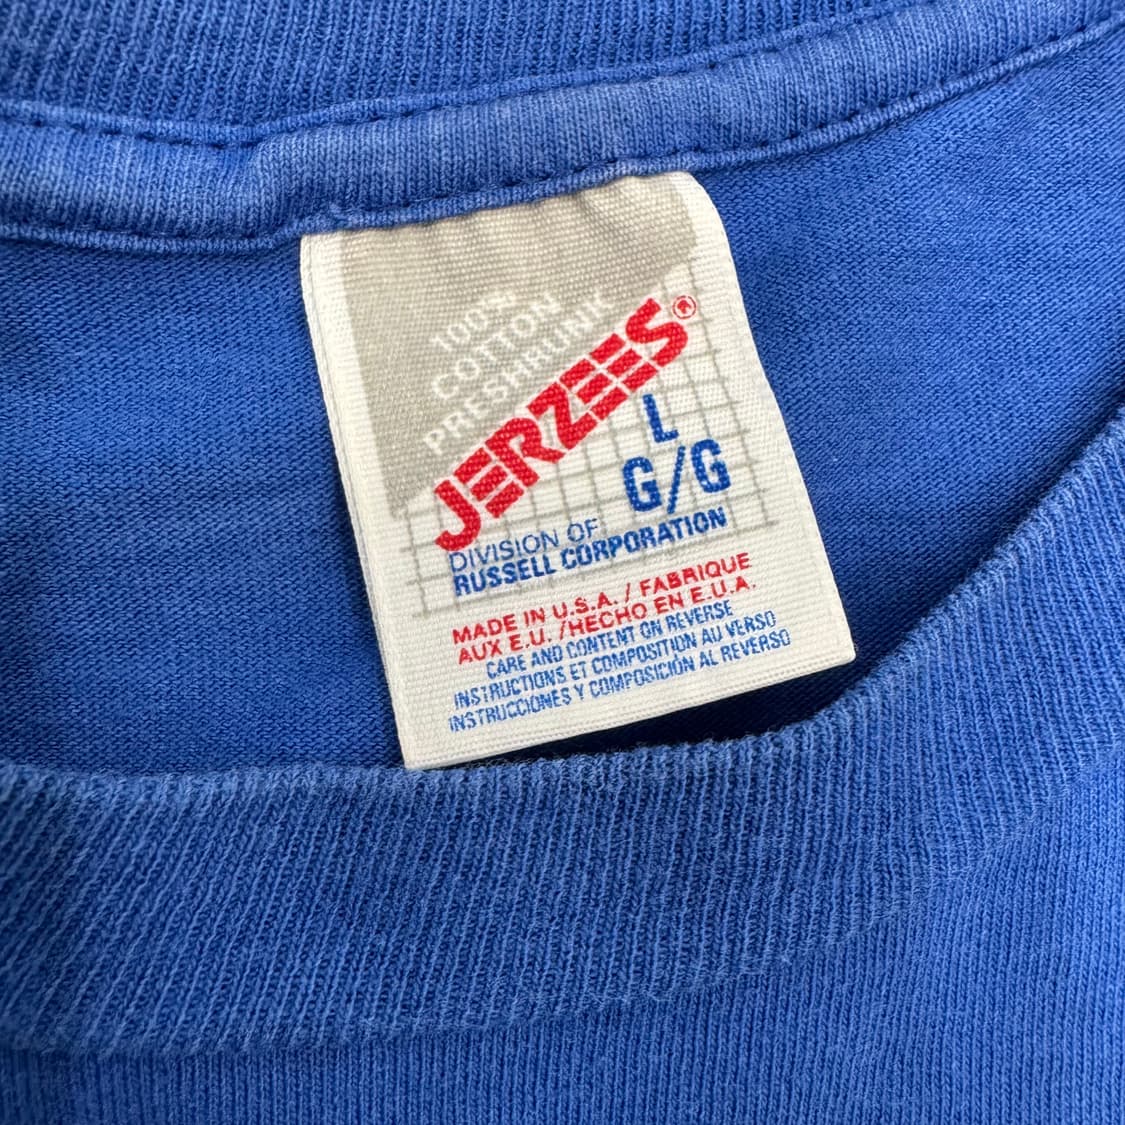 100%
COTTON
PRESHRUNK
JERZEES®
L
G/G
DIVISION OF
RUSSELL CORPORATION
MADE IN U.S.A. / FABRIQUE
AUX E.U. /HECHO EN E.U.A.
CARE AND CONTENT ON REVERSE
INSTRUCTIONS ET COMPOSITION AU VERSO
INSTRUCCIONES Y COMPOSICIÓN AL REVERSO